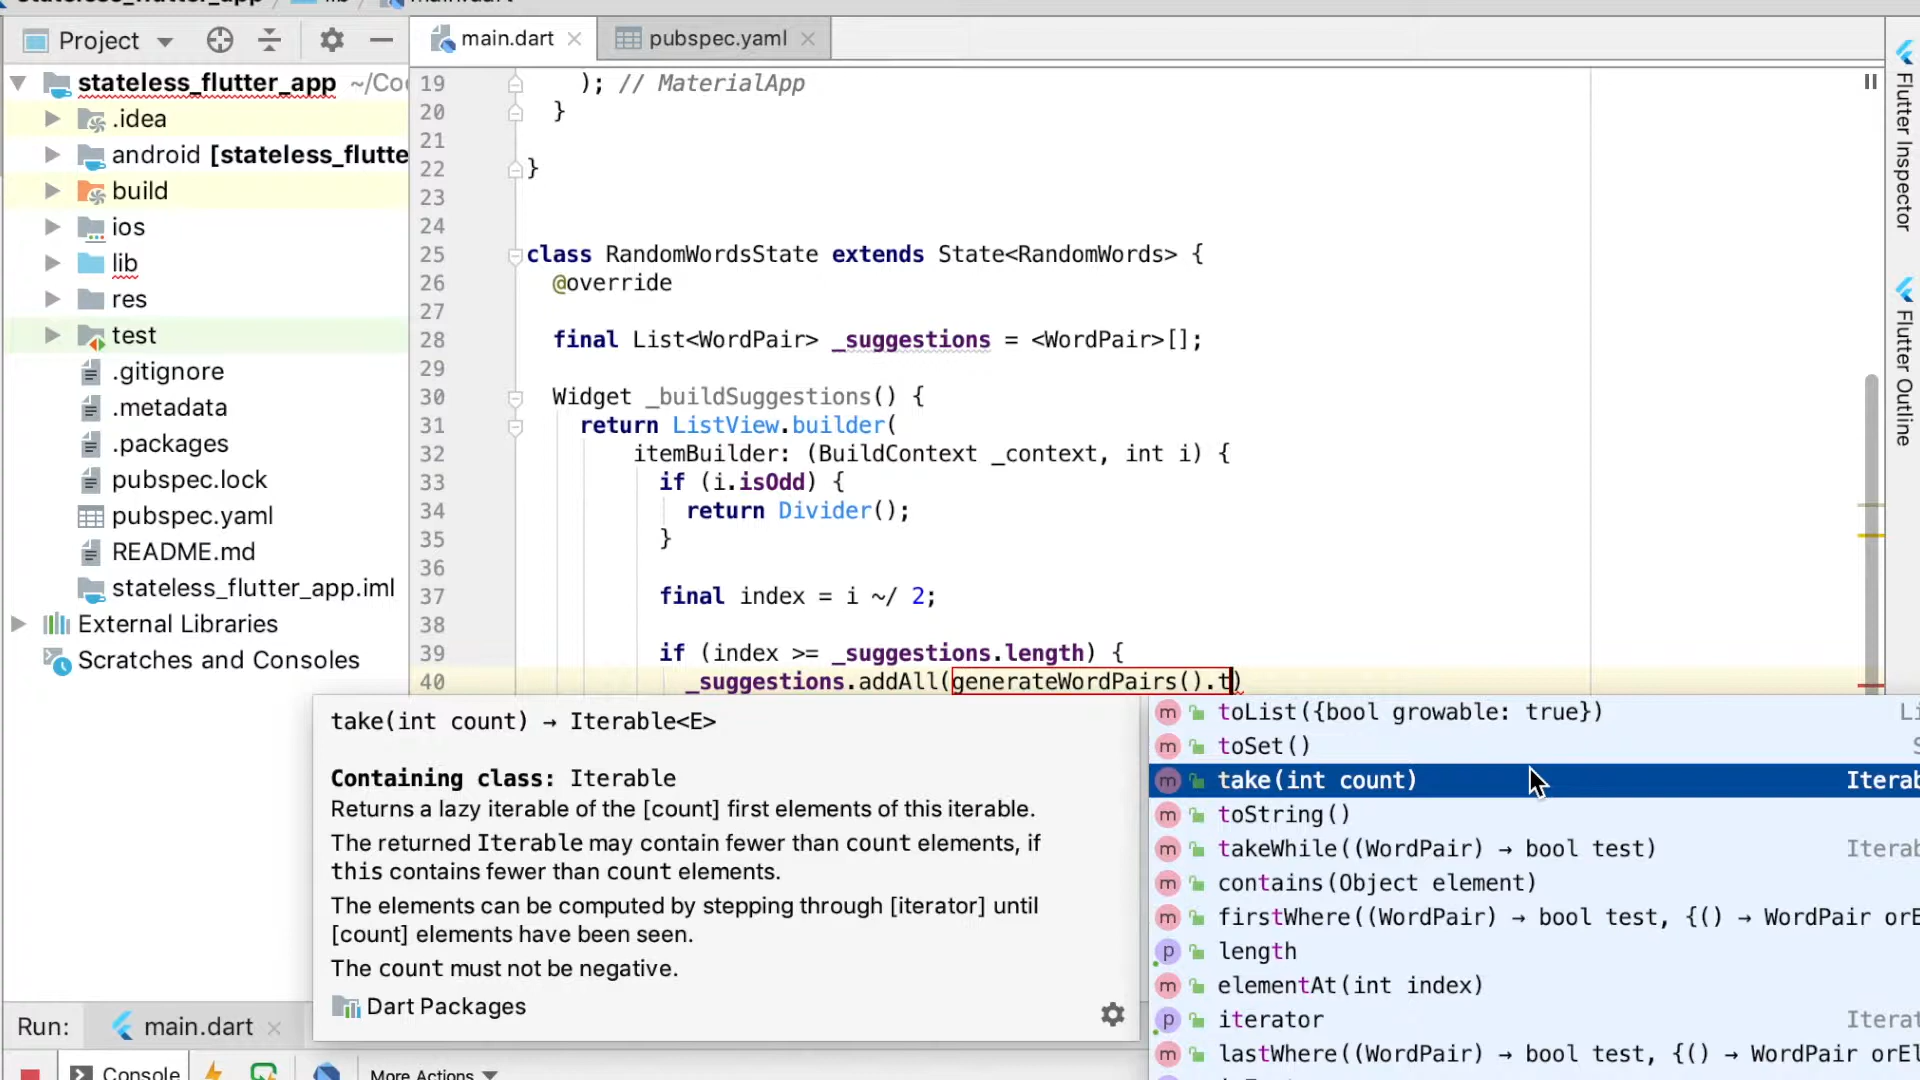 Project
main.dart
pubspec.yaml
stateless_flutter_app ~/Co
.idea
android [stateless_flutte
build
ios
lib
res
test
.gitignore
.metadata
.packages
pubspec.lock
pubspec.yaml
README.md
stateless_flutter_app.iml
External Libraries
Scratches and Consoles
19 ); // MaterialApp
20 }
21
22 }
23
24
25 class RandomWordsState extends State<RandomWords> {
26 @override
27
28 final List<WordPair> _suggestions = <WordPair>[];
29
30 Widget _buildSuggestions() {
31 return ListView.builder(
32 itemBuilder: (BuildContext _context, int i) {
33 if (i.isOdd) {
34 return Divider();
35 }
36
37 final index = i ~/ 2;
38
39 if (index >= _suggestions.length) {
40 _suggestions.addAll(generateWordPairs().t)
take(int count) → Iterable<E>
Containing class: Iterable
Returns a lazy iterable of the [count] first elements of this iterable.
The returned Iterable may contain fewer than count elements, if
this contains fewer than count elements.
The elements can be computed by stepping through [iterator] until
[count] elements have been seen.
The count must not be negative.
Dart Packages
toList({bool growable: true}) Li
toSet() S
take(int count) Iterab
toString()
takeWhile((WordPair) → bool test) Iterab
contains(Object element)
firstWhere((WordPair) → bool test, {() → WordPair orE
length
elementAt(int index)
iterator Iterat
lastWhere((WordPair) → bool test, {() → WordPair orEl
Flutter Inspector
Flutter Outline
Run: main.dart
Console
More Actions